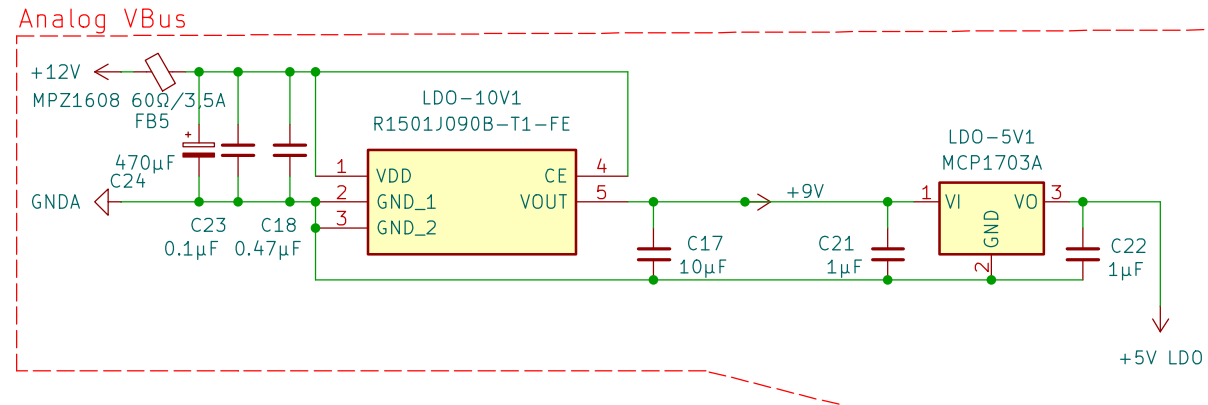 Analog VBus
+12V
MPZ1608 60Ω/3,5A
FB5
LDO-10V1
R1501J090B-T1-FE
+
470µF
C24
GNDA
C23
0.1µF
C18
0.47µF
1
VDD
2
GND_1
3
GND_2
CE
4
VOUT
5
C17
10µF
+9V
C21
1µF
LDO-5V1
MCP1703A
1
VI
VO
3
GND
2
C22
1µF
+5V LDO